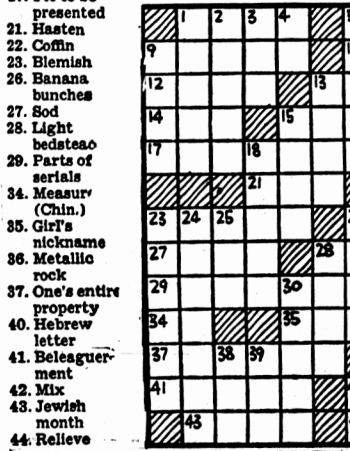 presented
21. Hasten
22. Coffin
23. Blemish
26. Banana
bunches
27. Sod
28. Light
bedstead
29. Parts of
serials
34. Measure
(Chin.)
35. Girl's
nickname
36. Metallic
rock
37. One's entire
property
40. Hebrew
letter
41. Beleaguer-
ment
42. Mix
43. Jewish
month
44. Relieve
1 2 3 4
9
12 13
14 15
17 18
21
23 24 25
27 28
29 30
34 35
37 38 39
41
43